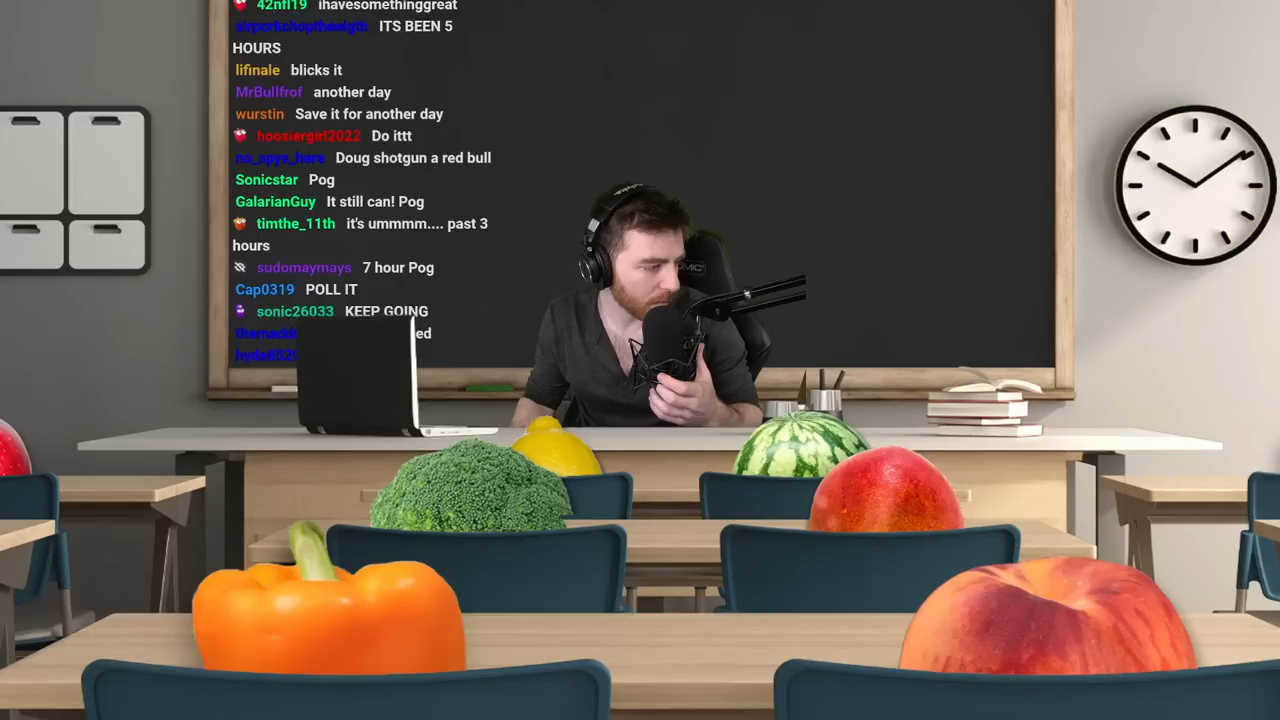 42nfl19 ihavesomethinggreat
airporkchopthesigth ITS BEEN 5
HOURS
lifinale blicks it
MrBullfrof another day
wurstin Save it for another day
hoosiergirl2022 Do ittt
no_apya_here Doug shotgun a red bull
Sonicstar Pog
GalarianGuy It still can! Pog
timthe_11th it's ummmm.... past 3
hours
sudomaymays 7 hour Pog
Cap0319 POLL IT
sonic26033 KEEP GOING